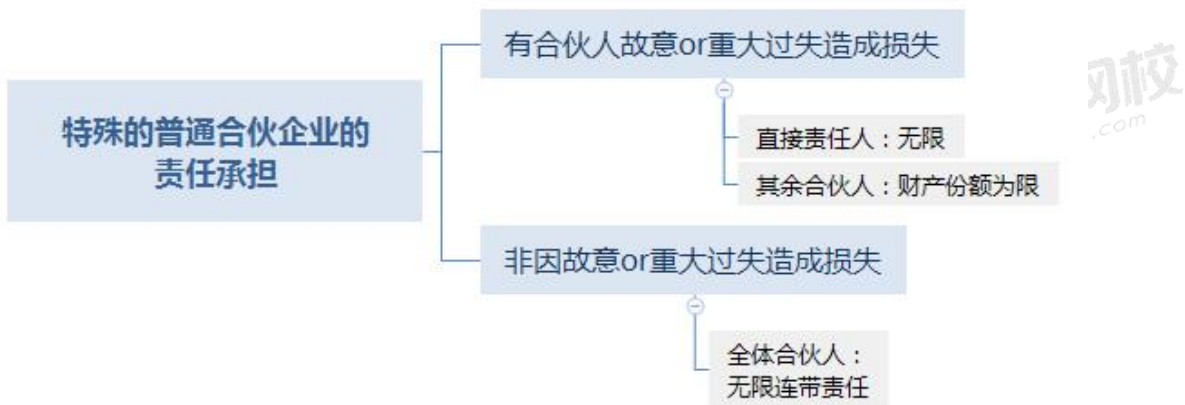 特殊的普通合伙企业的
责任承担
有合伙人故意or重大过失造成损失
直接责任人：无限
其余合伙人：财产份额为限
非因故意or重大过失造成损失
全体合伙人：
无限连带责任
网校
.com